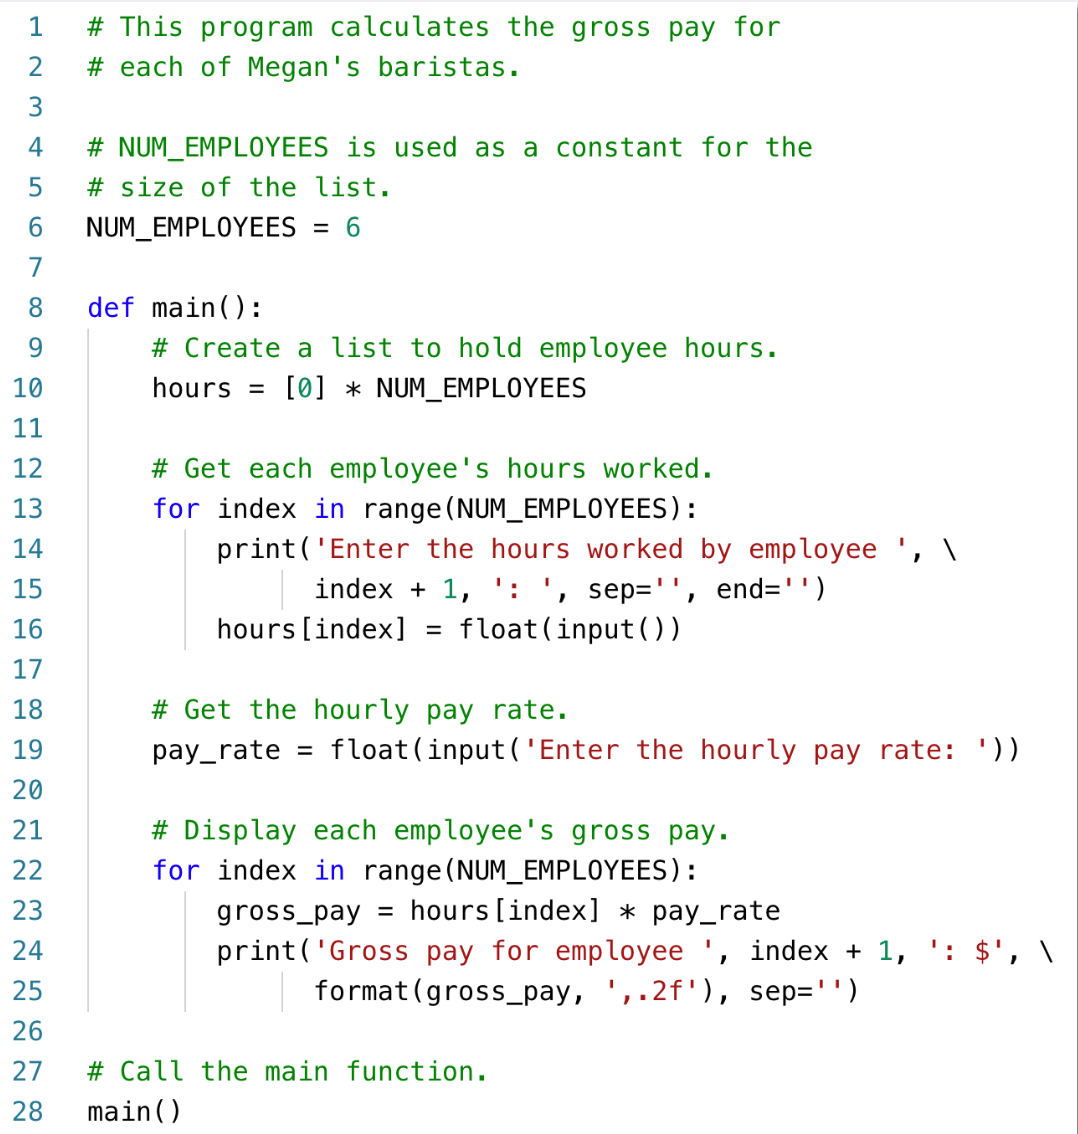 1 # This program calculates the gross pay for
2 # each of Megan's baristas.
3
4 # NUM_EMPLOYEES is used as a constant for the
5 # size of the list.
6 NUM_EMPLOYEES = 6
7
8 def main():
9     # Create a list to hold employee hours.
10     hours = [0] * NUM_EMPLOYEES
11
12     # Get each employee's hours worked.
13     for index in range(NUM_EMPLOYEES):
14         print('Enter the hours worked by employee ', \
15               index + 1, ': ', sep='', end='')
16         hours[index] = float(input())
17
18     # Get the hourly pay rate.
19     pay_rate = float(input('Enter the hourly pay rate: '))
20
21     # Display each employee's gross pay.
22     for index in range(NUM_EMPLOYEES):
23         gross_pay = hours[index] * pay_rate
24         print('Gross pay for employee ', index + 1, ': $', \
25               format(gross_pay, ',.2f'), sep='')
26
27 # Call the main function.
28 main()